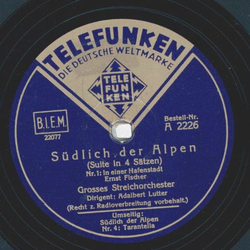 TELEFUNKEN
DIE DEUTSCHE WELTMARKE
TELE
FUN
KEN
B.I.E.M.
22077
Bestell-Nr.
A 2226
Südlich der Alpen
(Suite in 4 Sätzen)
Nr. 1: In einer Hafenstadt
Ernst Fischer
Grosses Streichorchester
Dirigent: Adalbert Lutter
(Recht z. Radioverbreitung vorbehalt.)
Umseitig:
Südlich der Alpen
Nr. 4: Tarantella